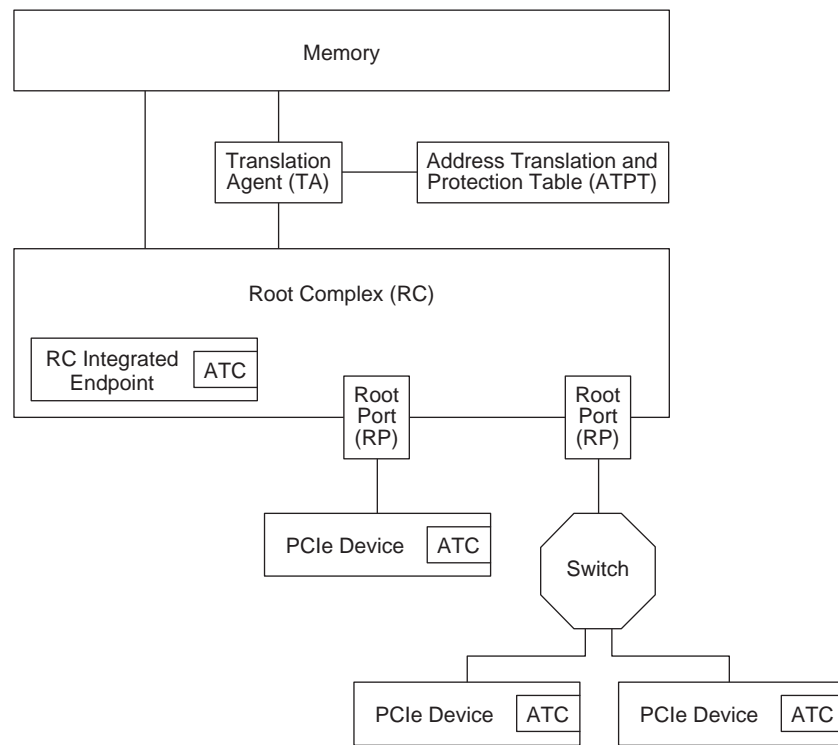 Memory
Translation
Agent (TA)
Address Translation and
Protection Table (ATPT)
Root Complex (RC)
RC Integrated
Endpoint
ATC
Root
Port
(RP)
Root
Port
(RP)
PCIe Device
ATC
Switch
PCIe Device
ATC
PCIe Device
ATC